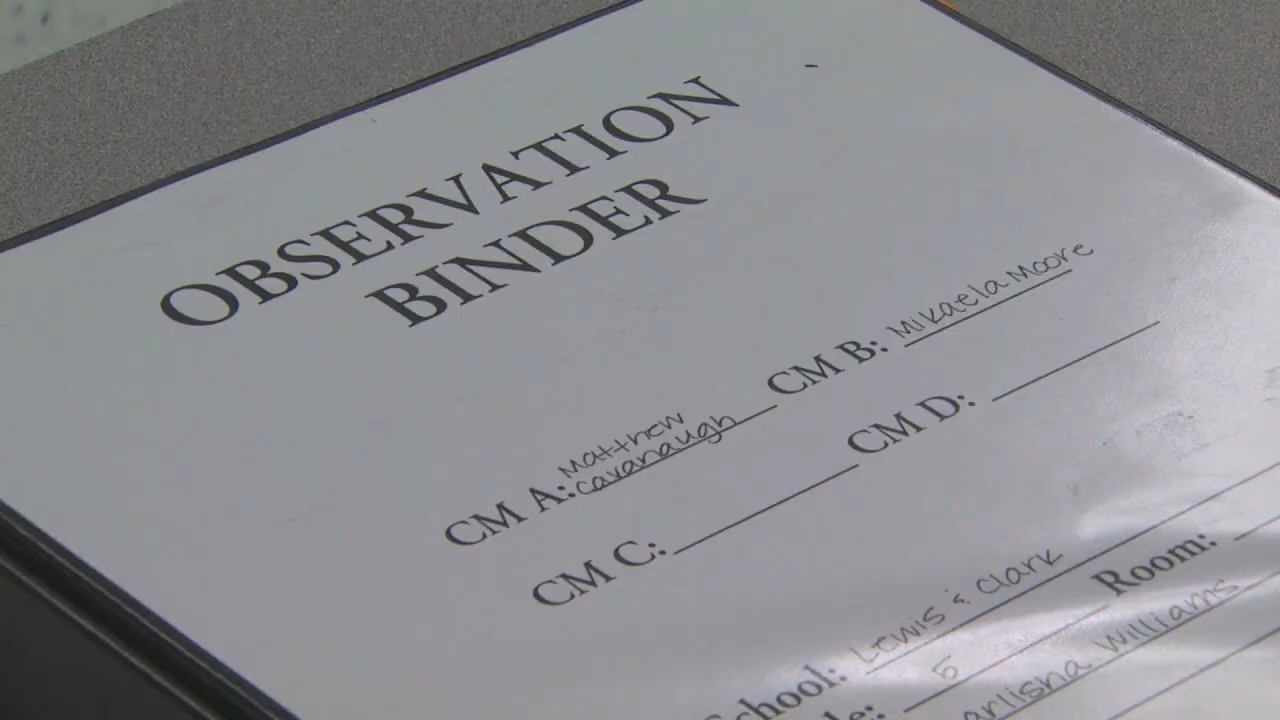 OBSERVATION
BINDER
CM A: Matthew Cavanaugh CM B: Mikaela Moore
CM C: CM D:
School: Lewis & Clark
5 Room:
Williams